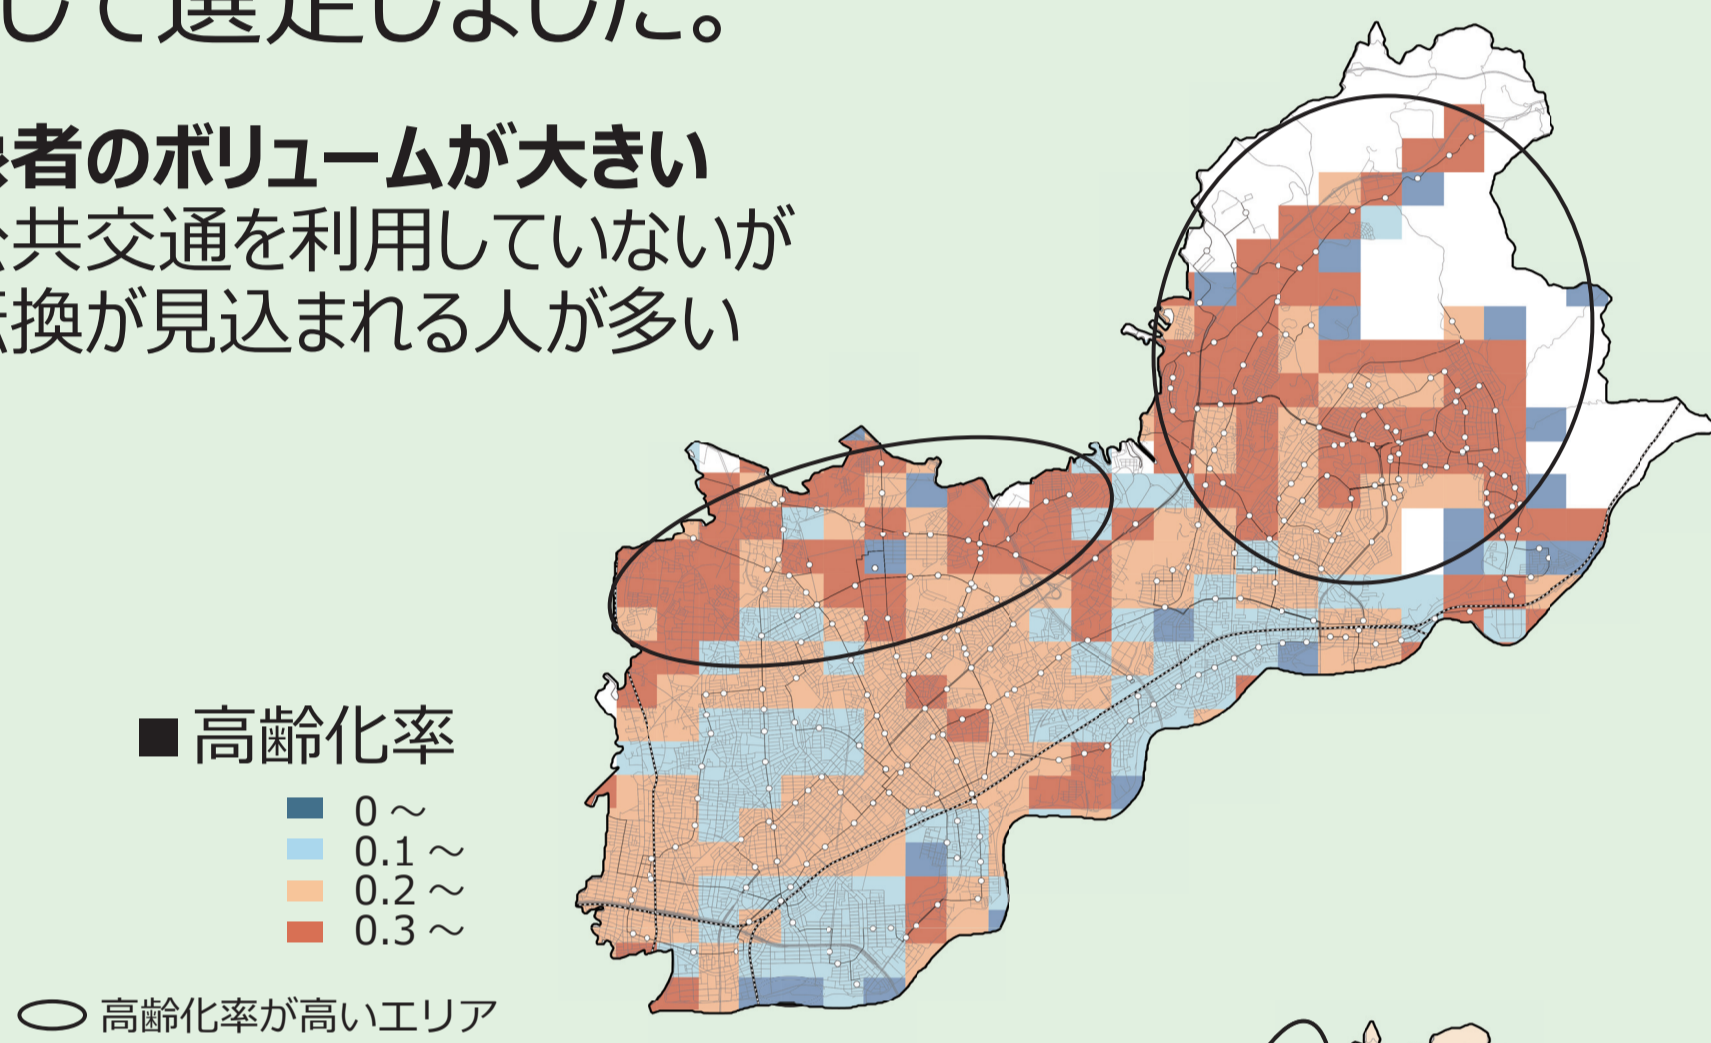 して選定しました。
者のボリュームが大きい
公共交通を利用していないが
転換が見込まれる人が多い
■ 高齢化率
0 ～
0.1 ～
0.2 ～
0.3 ～
高齢化率が高いエリア